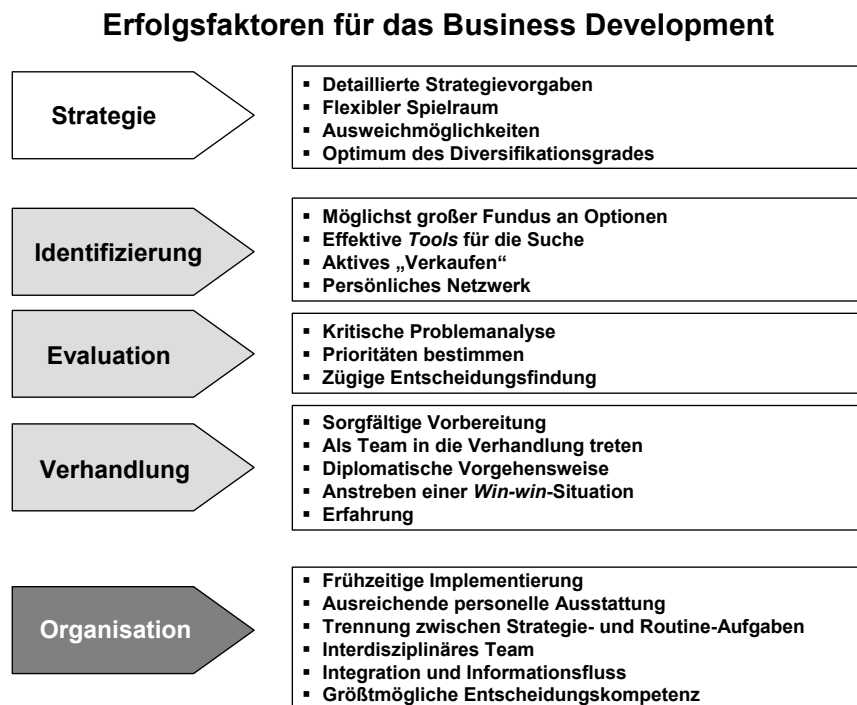 Erfolgsfaktoren für das Business Development
Strategie
▪ Detaillierte Strategievorgaben
▪ Flexibler Spielraum
▪ Ausweichmöglichkeiten
▪ Optimum des Diversifikationsgrades
Identifizierung
▪ Möglichst großer Fundus an Optionen
▪ Effektive Tools für die Suche
▪ Aktives „Verkaufen“
▪ Persönliches Netzwerk
Evaluation
▪ Kritische Problemanalyse
▪ Prioritäten bestimmen
▪ Zügige Entscheidungsfindung
Verhandlung
▪ Sorgfältige Vorbereitung
▪ Als Team in die Verhandlung treten
▪ Diplomatische Vorgehensweise
▪ Anstreben einer Win-win-Situation
▪ Erfahrung
Organisation
▪ Frühzeitige Implementierung
▪ Ausreichende personelle Ausstattung
▪ Trennung zwischen Strategie- und Routine-Aufgaben
▪ Interdisziplinäres Team
▪ Integration und Informationsfluss
▪ Größtmögliche Entscheidungskompetenz